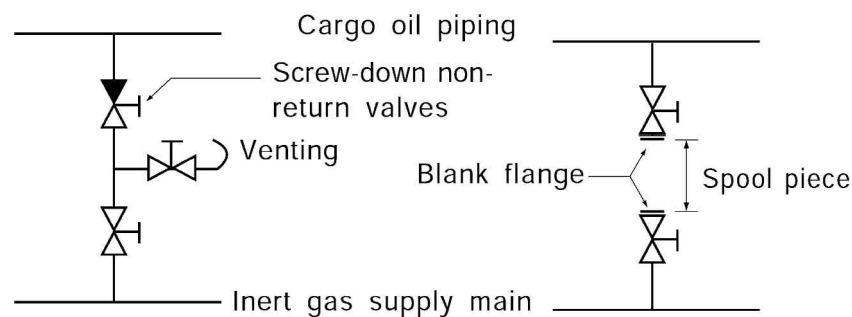 Cargo oil piping
Screw-down non-
return valves
Venting
Blank flange
Spool piece
Inert gas supply main